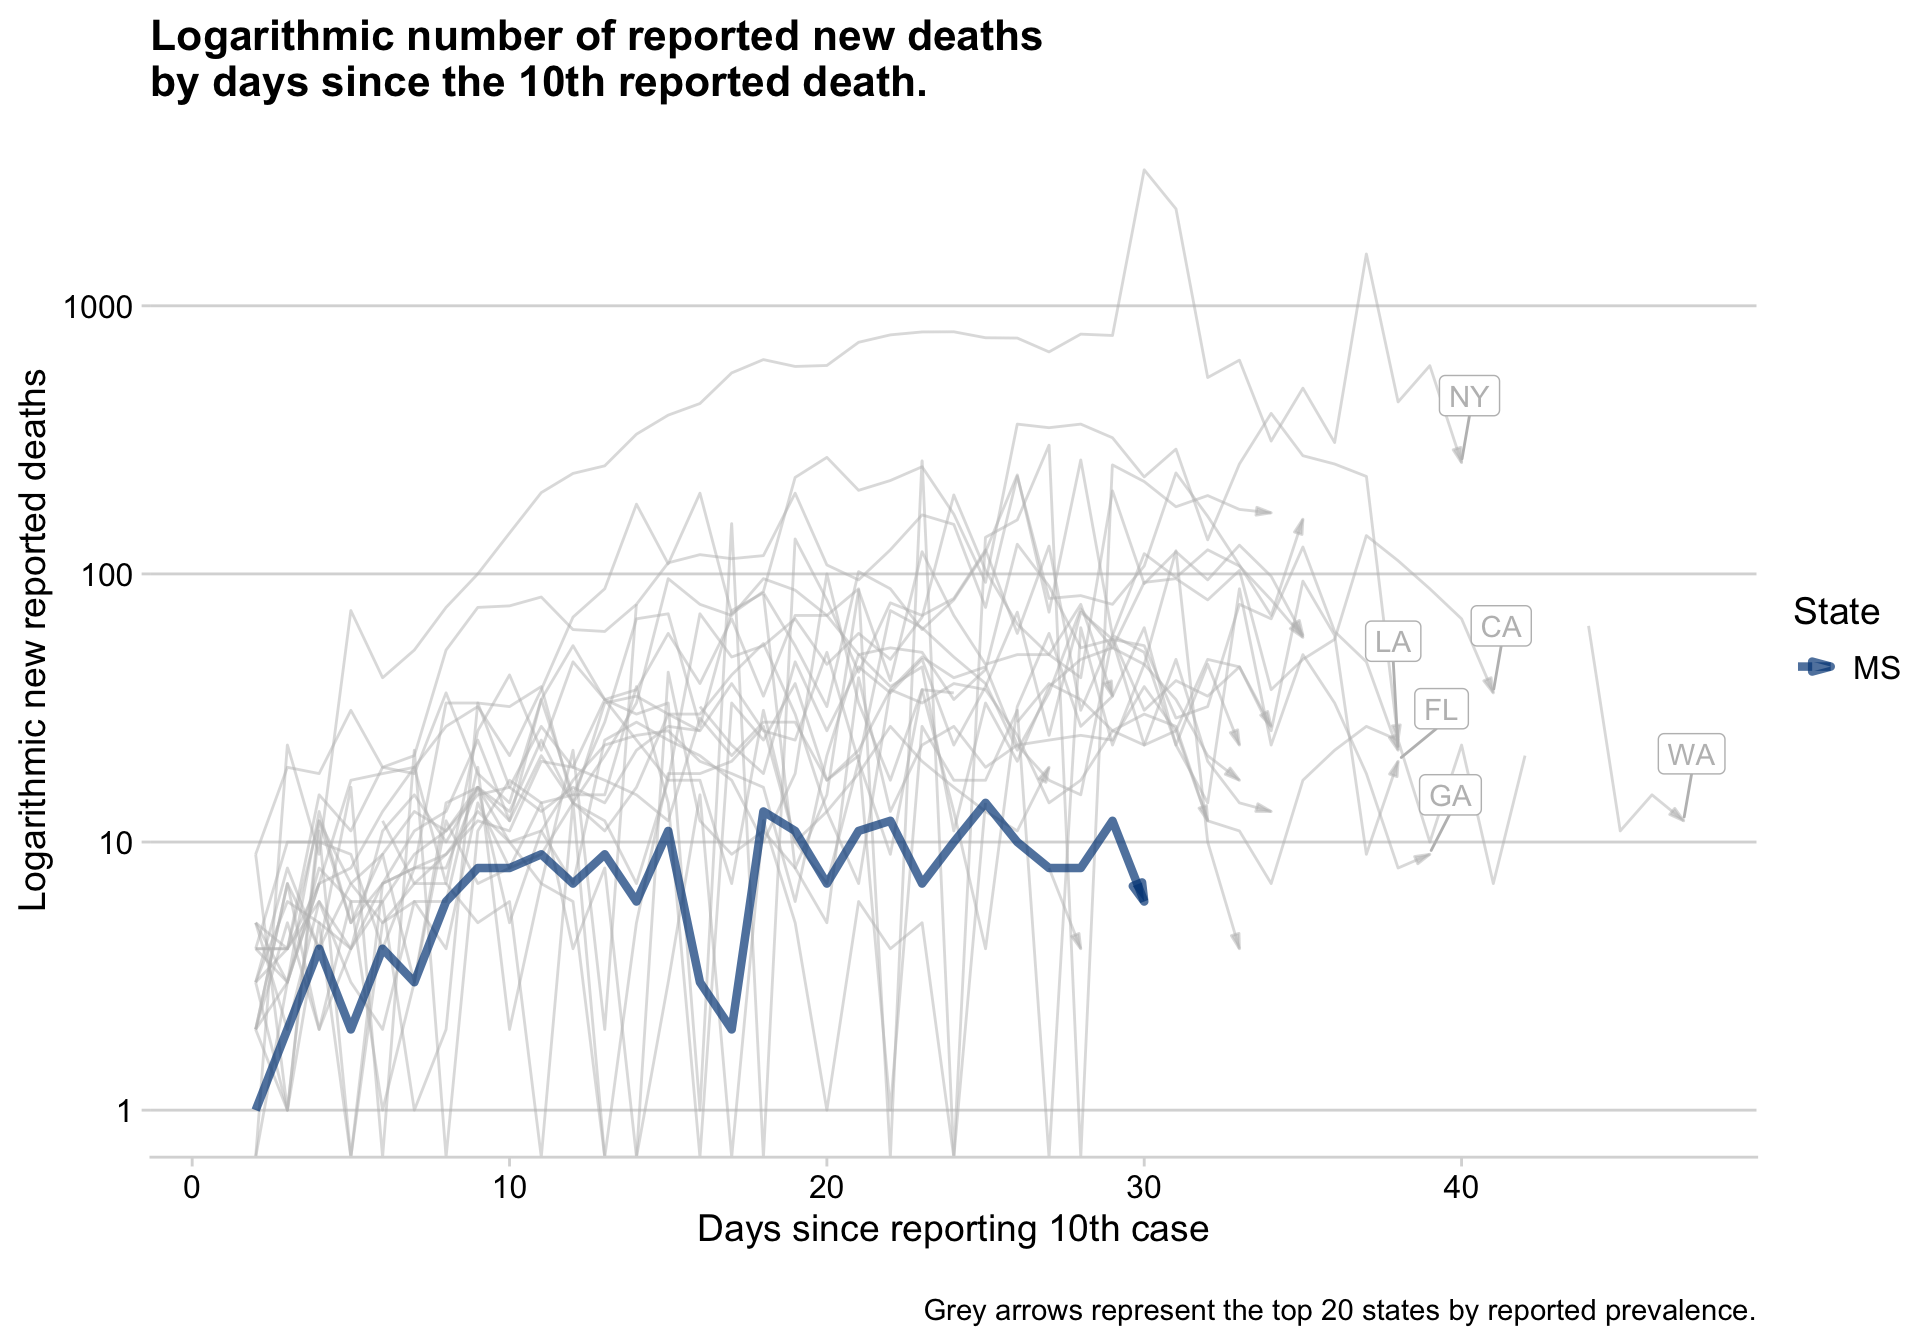 Logarithmic number of reported new deaths
by days since the 10th reported death.
Logarithmic new reported deaths
1000
100
10
1
NY
CA
LA
FL
WA
GA
State
MS
0 10 20 30 40
Days since reporting 10th case
Grey arrows represent the top 20 states by reported prevalence.